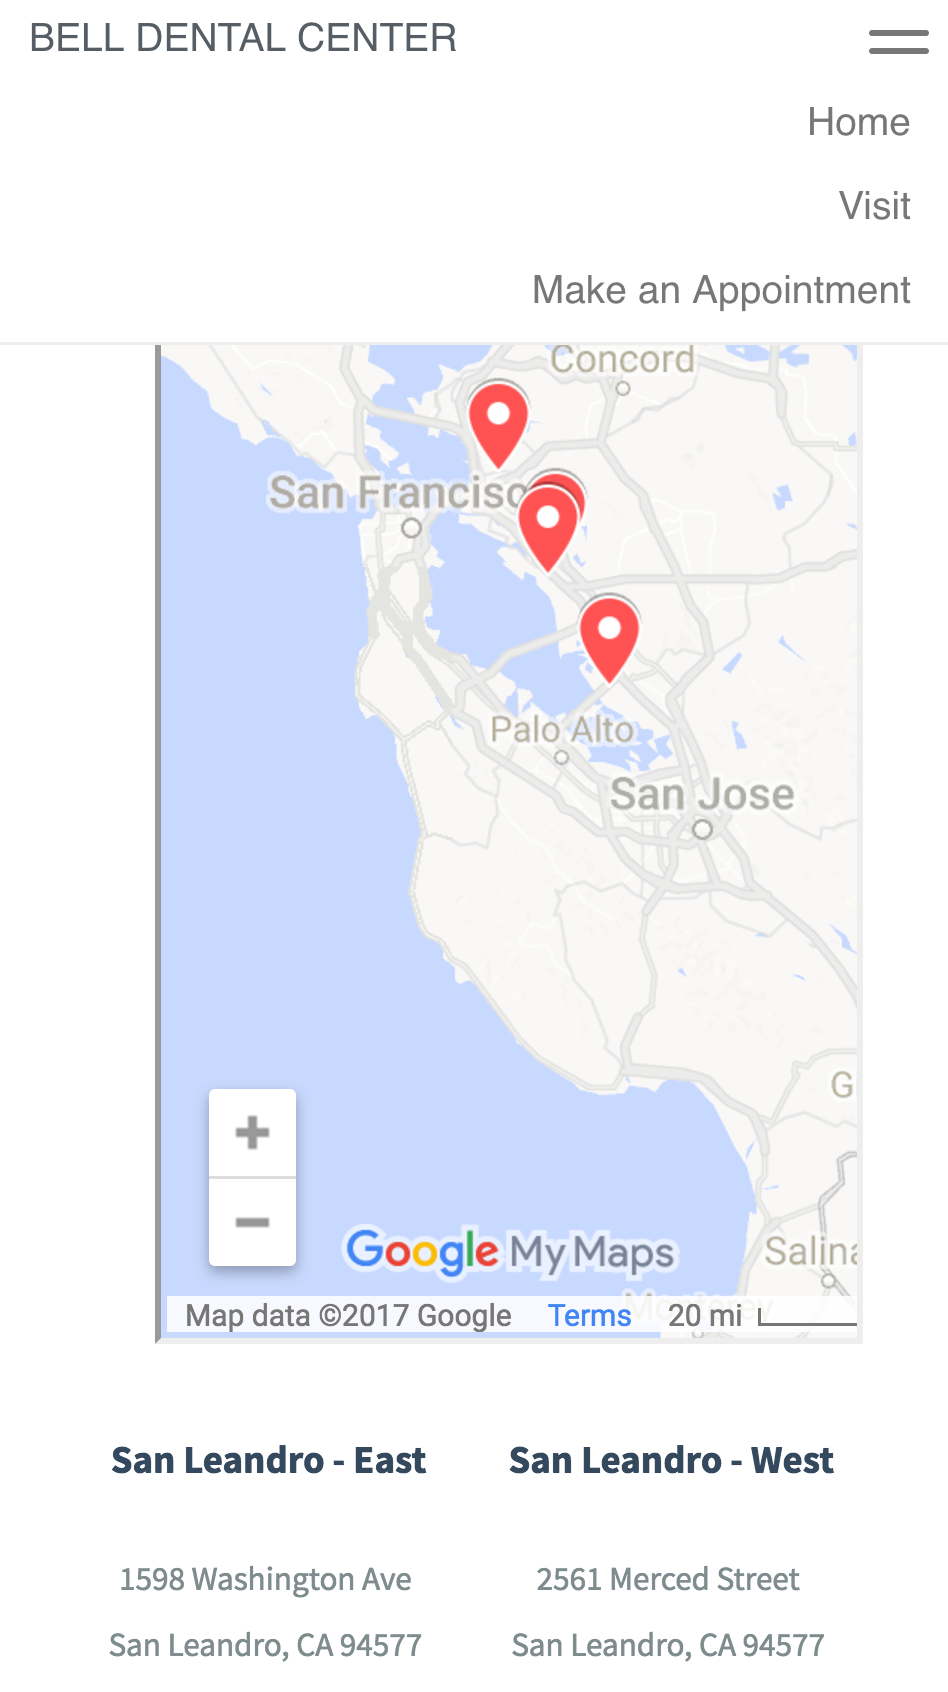 BELL DENTAL CENTER
Home
Visit
Make an Appointment
Concord
San Francisc
Palo Alto
San Jose
G
Salina
Google My Maps
Monterey
Map data ©2017 Google Terms 20 mi
San Leandro - East
1598 Washington Ave
San Leandro, CA 94577
San Leandro - West
2561 Merced Street
San Leandro, CA 94577